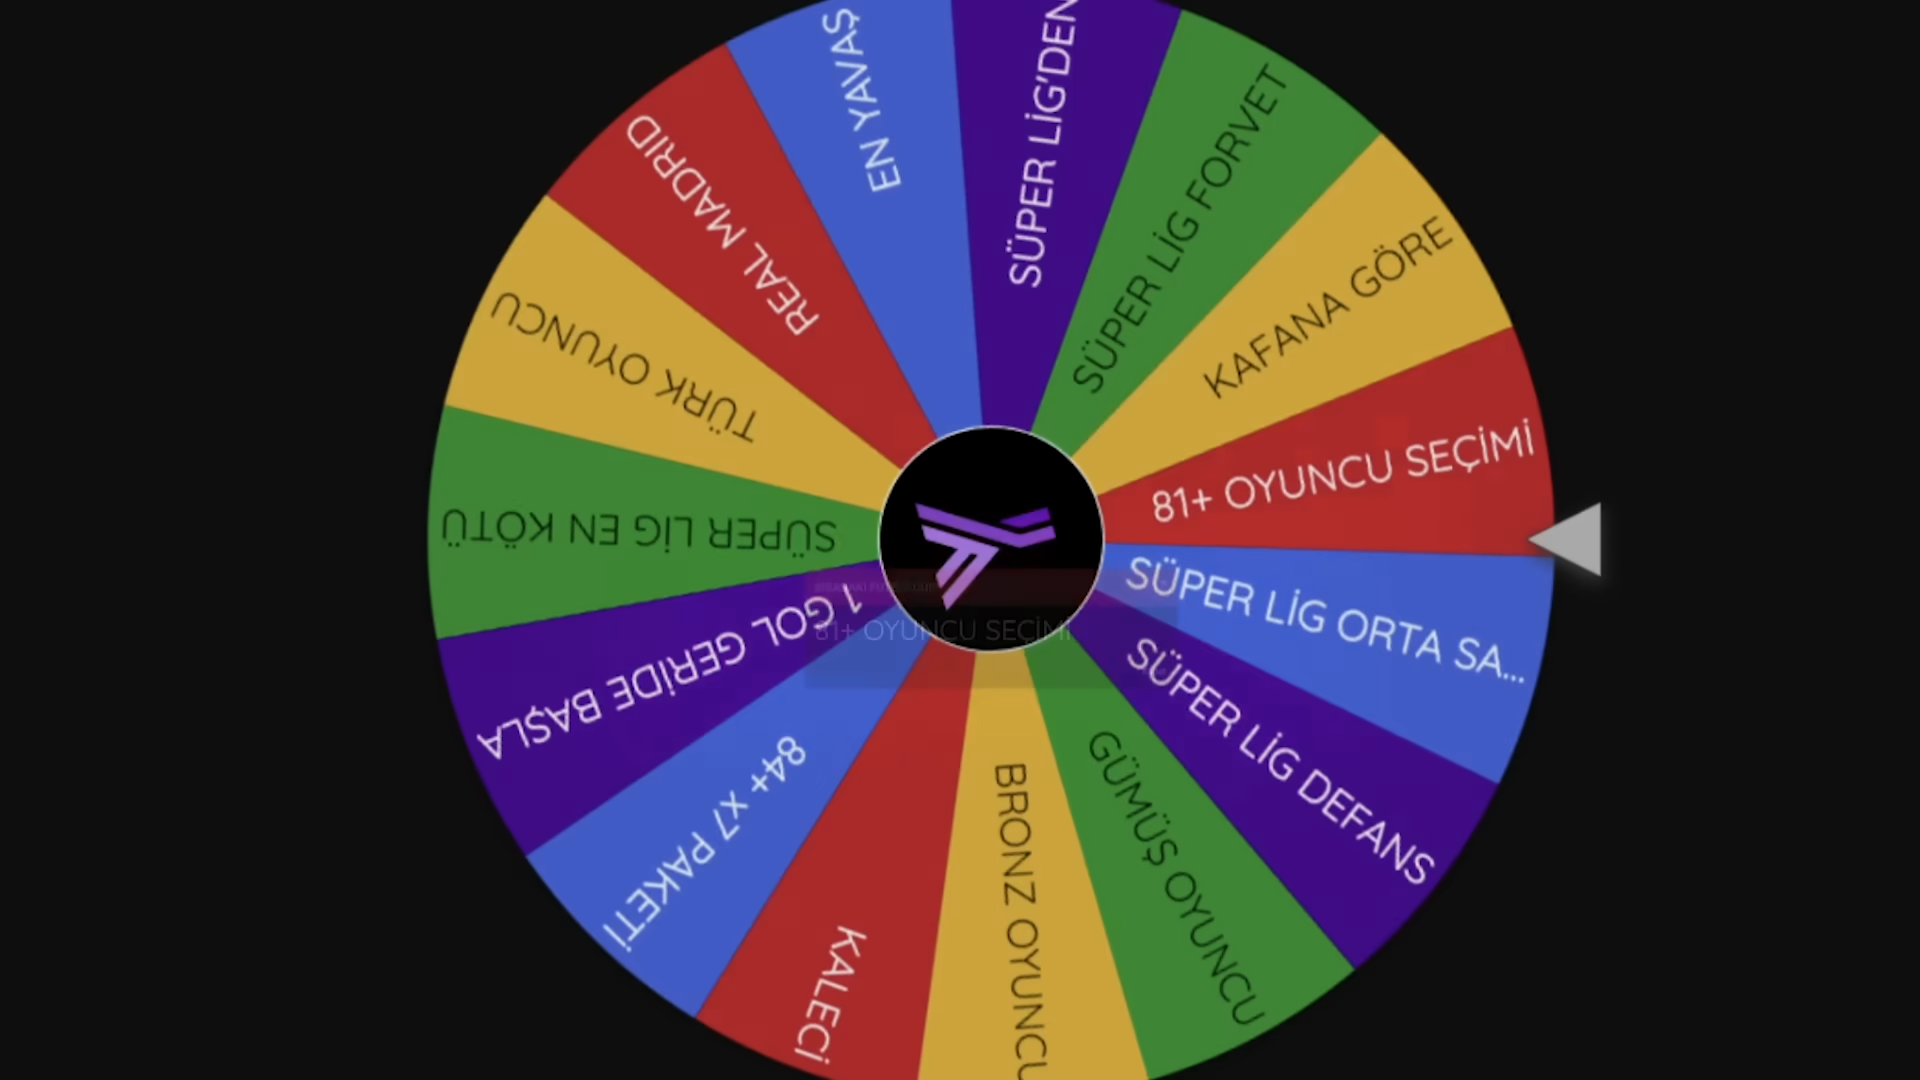 EN YAVAŞ
SÜPER LİG'DEN
SÜPER LİG FORVET
KAFANA GÖRE
81+ OYUNCU SEÇİMİ
SÜPER LİG ORTA SA...
SÜPER LİG DEFANS
GÜMÜŞ OYUNCU
BRONZ OYUNCU
KALECİ
84+ x7 PAKETİ
1 GOL GERİDE BAŞLA
SÜPER LİG EN KÖTÜ
TÜRK OYUNCU
REAL MADRID
81+ OYUNCU SEÇİMİ